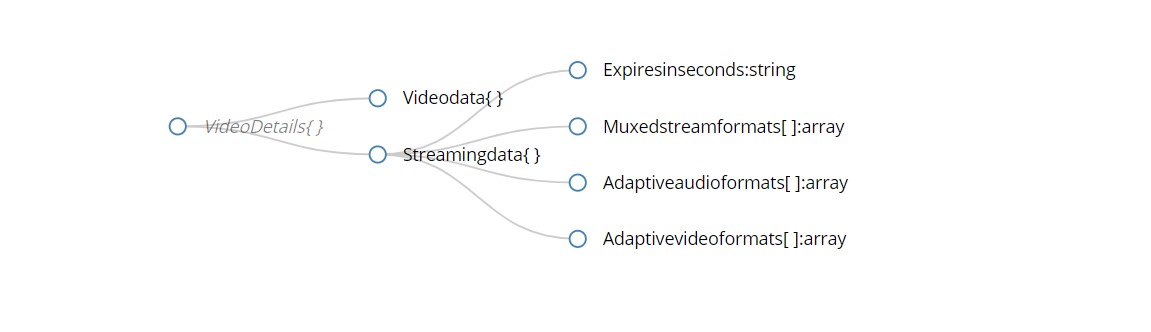 VideoDetails{ }
Videodata{ }
Streamingdata{ }
Expiresinseconds:string
Muxedstreamformats[ ]:array
Adaptiveaudioformats[ ]:array
Adaptivevideoformats[ ]:array